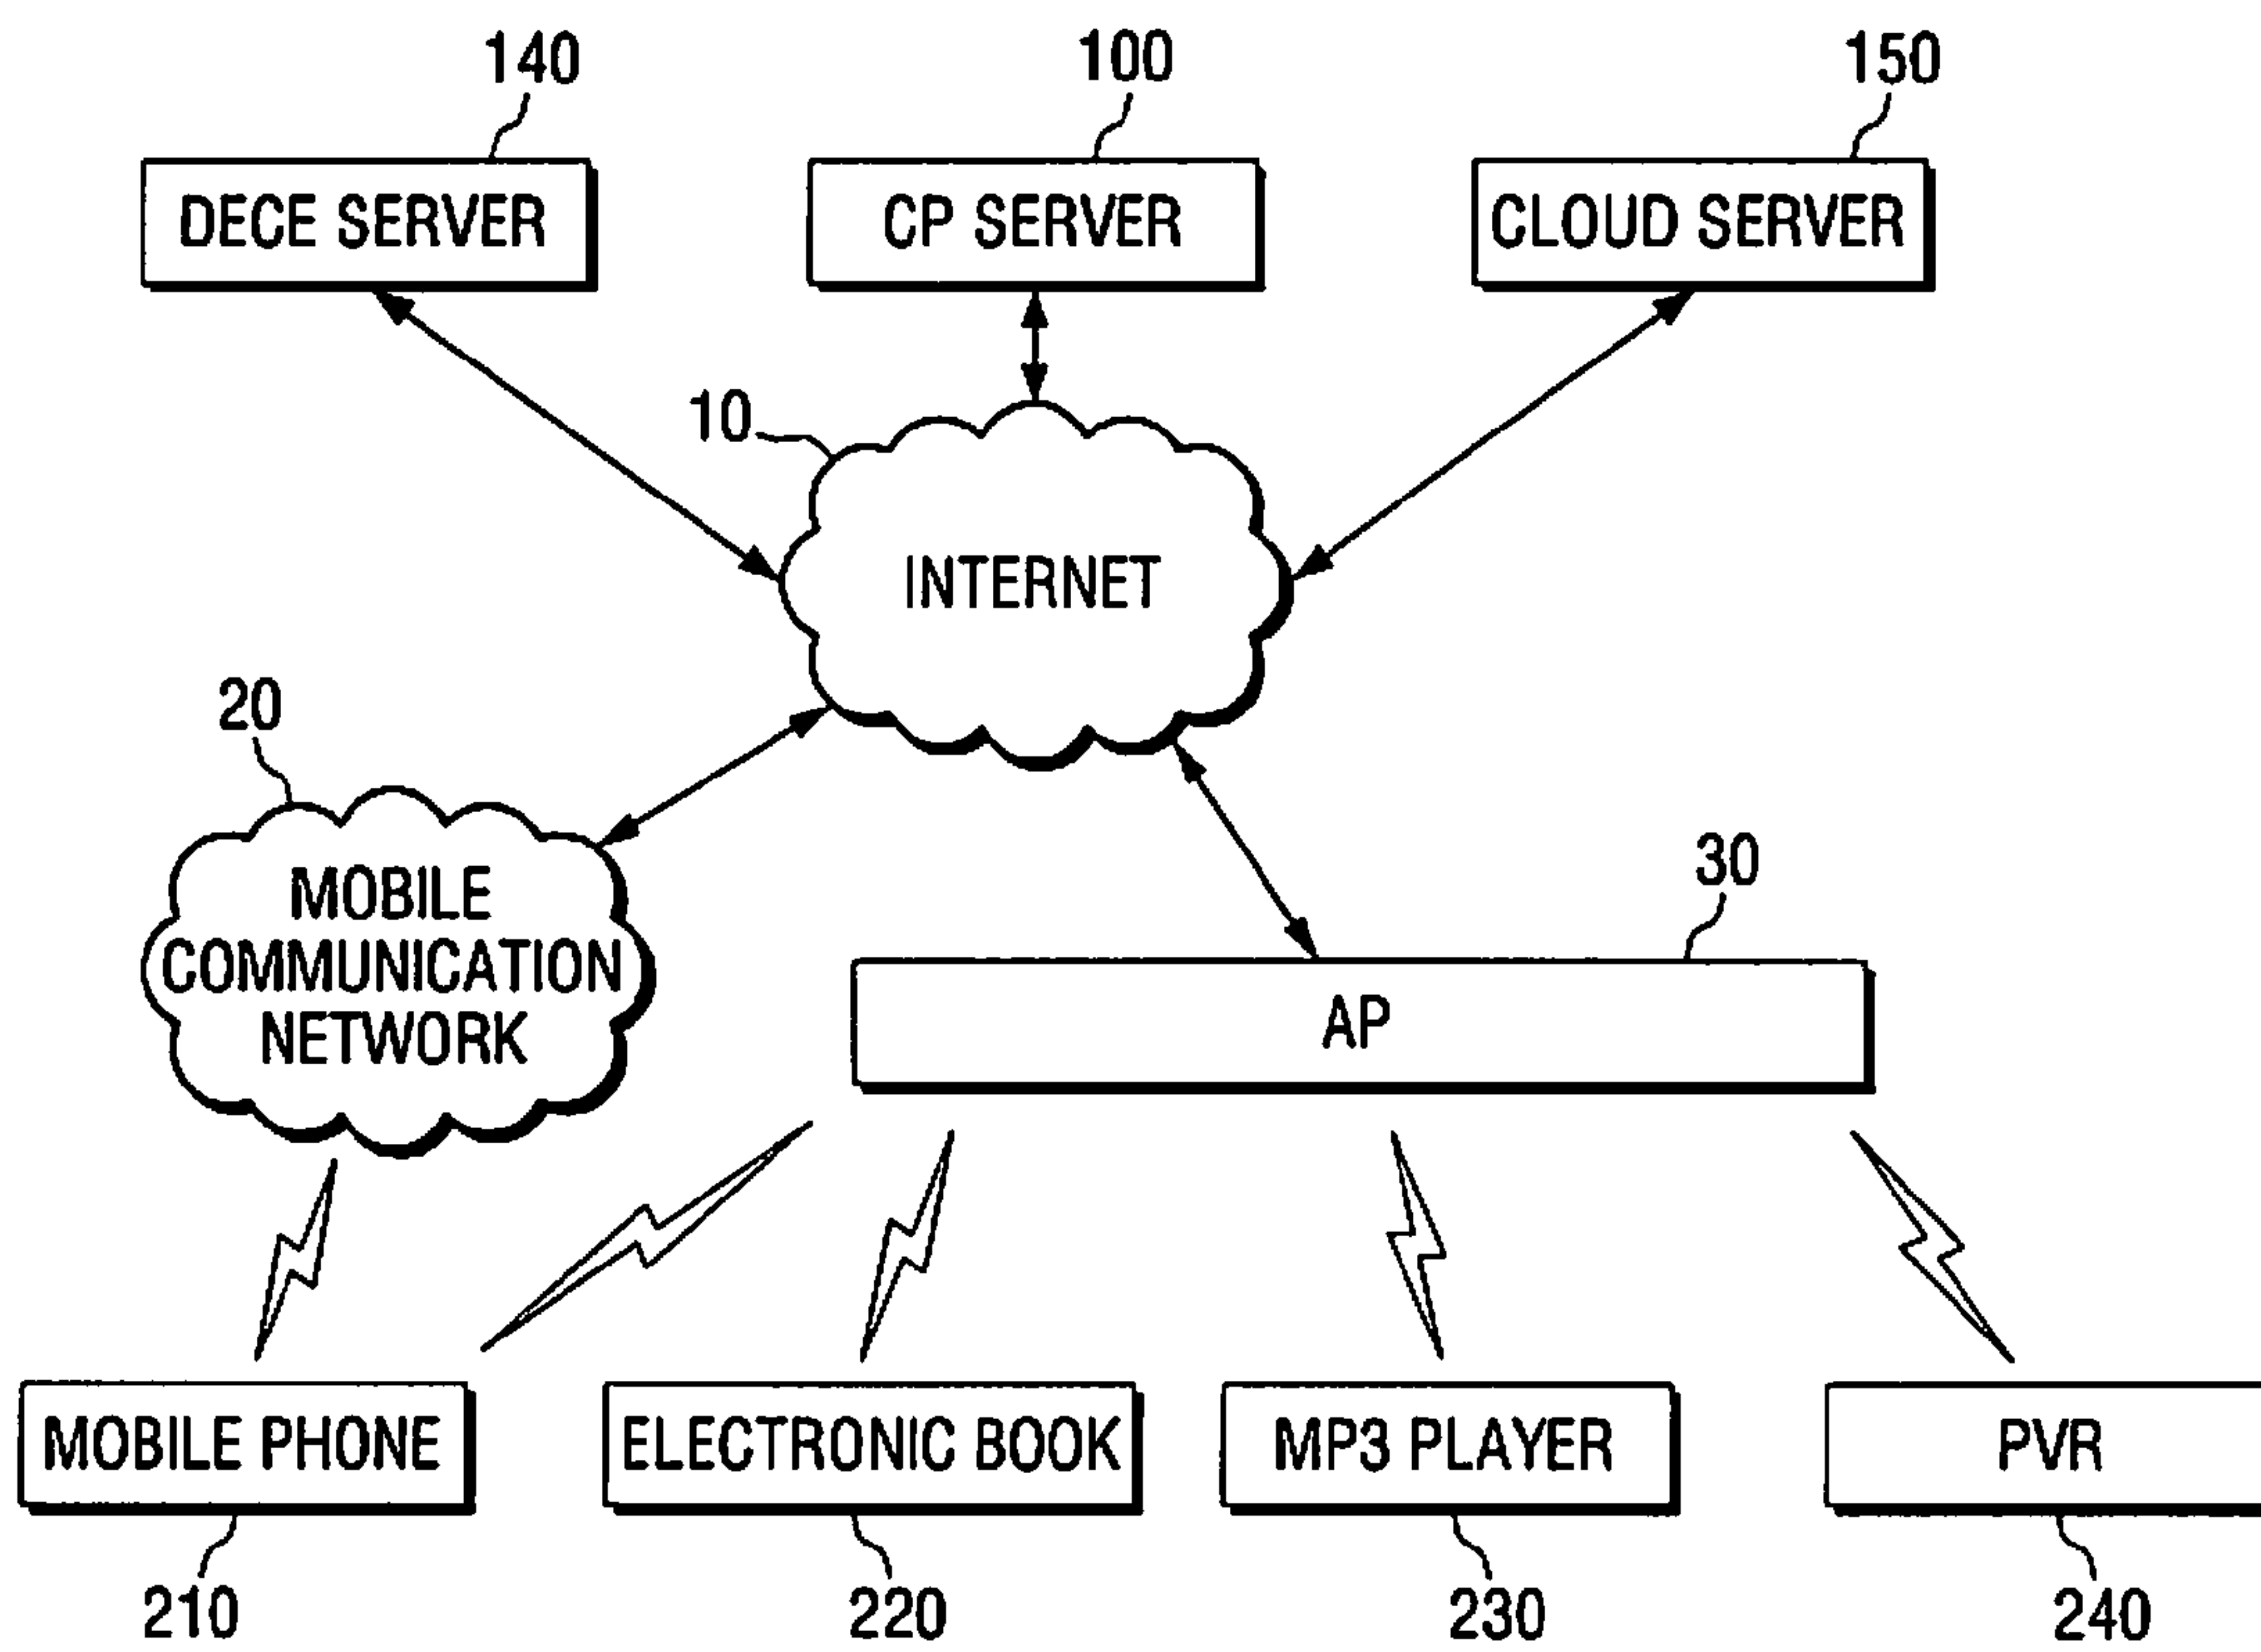 140
100
150
DECE SERVER
CP SERVER
CLOUD SERVER
10
INTERNET
20
MOBILE
COMMUNICATION
NETWORK
30
AP
MOBILE PHONE
ELECTRONIC BOOK
MP3 PLAYER
PVR
210
220
230
240